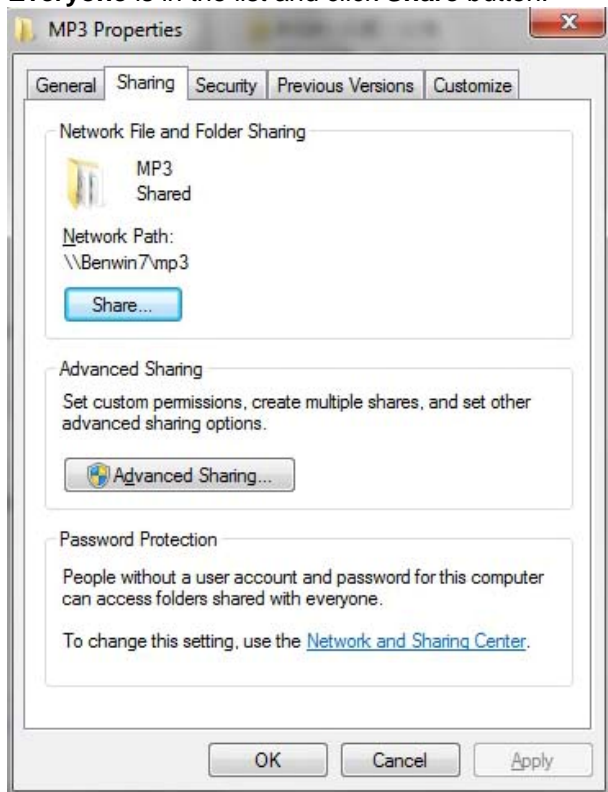 Everyone is in the list and click Share button.
MP3 Properties
General Sharing Security Previous Versions Customize
Network File and Folder Sharing
MP3
Shared
Network Path:
\\Benwin7\mp3
Share...
Advanced Sharing
Set custom permissions, create multiple shares, and set other
advanced sharing options.
Advanced Sharing...
Password Protection
People without a user account and password for this computer
can access folders shared with everyone.
To change this setting, use the Network and Sharing Center.
OK Cancel Apply